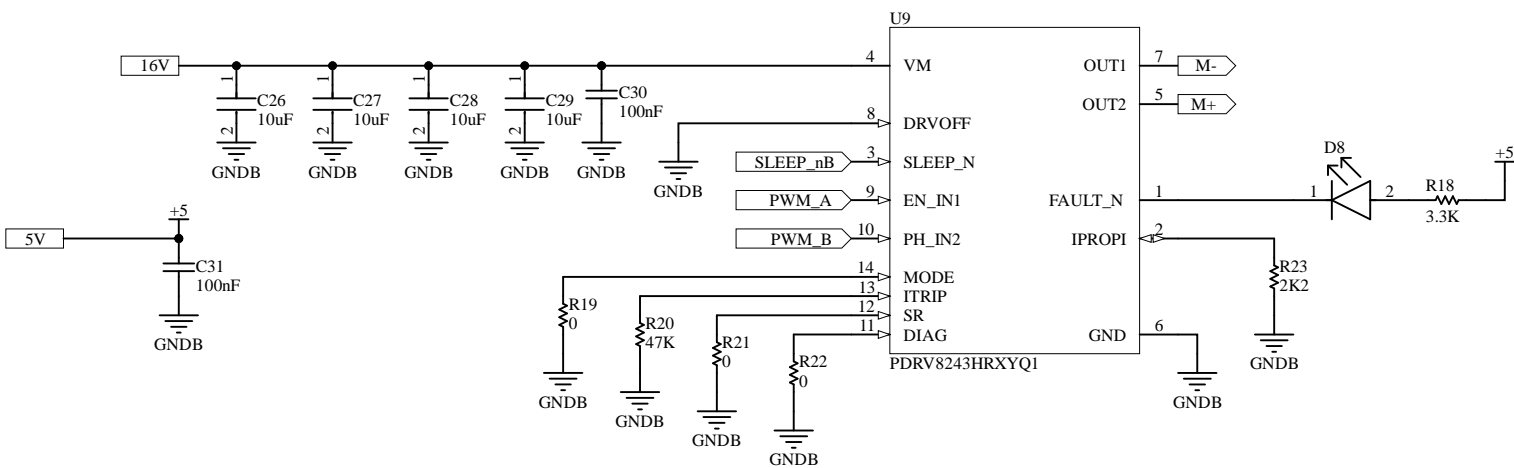 U9
16V
1
2
C26
10uF
GNDB
1
2
C27
10uF
GNDB
1
2
C28
10uF
GNDB
1
2
C29
10uF
GNDB
C30
100nF
GNDB
4 VM
8 DRVOFF
GNDB
SLEEP_nB 3 SLEEP_N
PWM_A 9 EN_IN1
PWM_B 10 PH_IN2
14 MODE
13 ITRIP
12 SR
11 DIAG
OUT1 7 M-
OUT2 5 M+
FAULT_N 1
IPROPI 2
GND 6
GNDB
PDRV8243HRXYQ1
D8
1
2
R18
3.3K
+5
R23
2K2
GNDB
+5
5V
C31
100nF
GNDB
R19
0
GNDB
R20
47K
GNDB
R21
0
GNDB
R22
0
GNDB